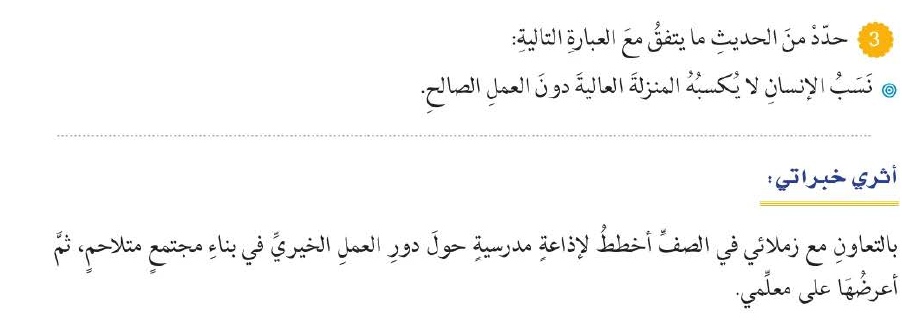 3 حدّدْ منَ الحديثِ ما يتفقُ معَ العبارةِ التاليةِ:
نَسَبُ الإنسانِ لا يُكسبُهُ المنزلةَ العاليةَ دونَ العملِ الصالحِ.
أثري خبراتي:
بالتعاونِ مع زملائي في الصفِّ أخططُ لإذاعةٍ مدرسيةٍ حولَ دورِ العملِ الخيريِّ في بناءِ مجتمعٍ متلاحمٍ، ثمَّ
أعرضُهَا على معلِّمي.